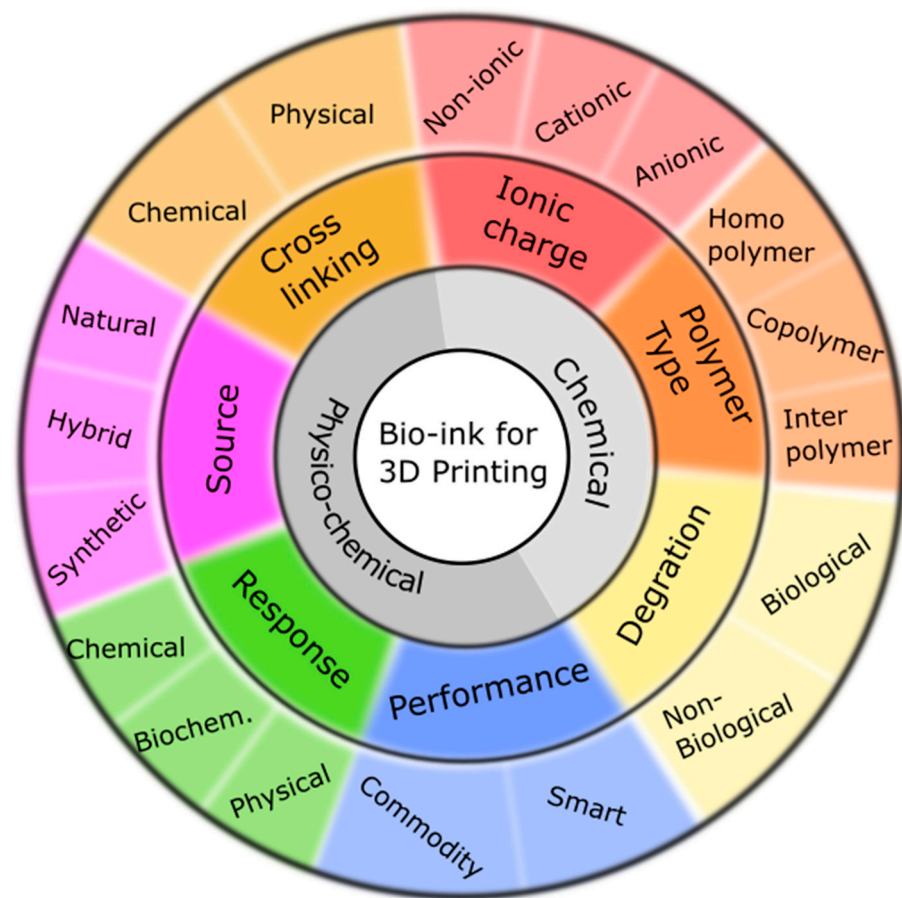 Bio-ink for
3D Printing
Chemical
Physico-chemical
Ionic
charge
Non-ionic
Cationic
Anionic
Polymer
Type
Homo
polymer
Copolymer
Inter
polymer
Degration
Biological
Non-
Biological
Performance
Smart
Commodity
Response
Physical
Biochem.
Chemical
Source
Synthetic
Hybrid
Natural
Cross
linking
Chemical
Physical